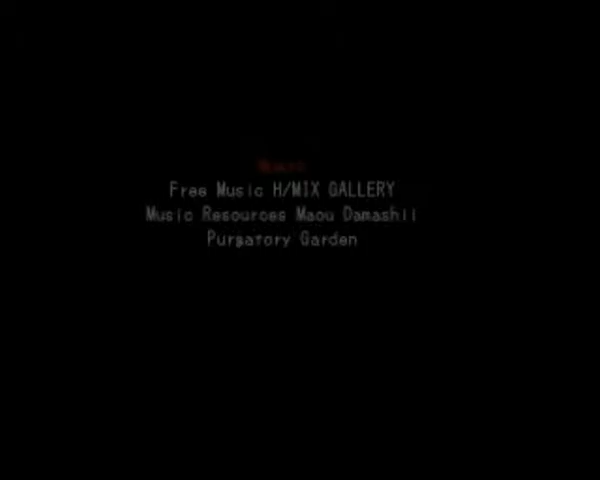 Free Music H/MIX GALLERY
Music Resources Maou Damashii
Purgatory Garden